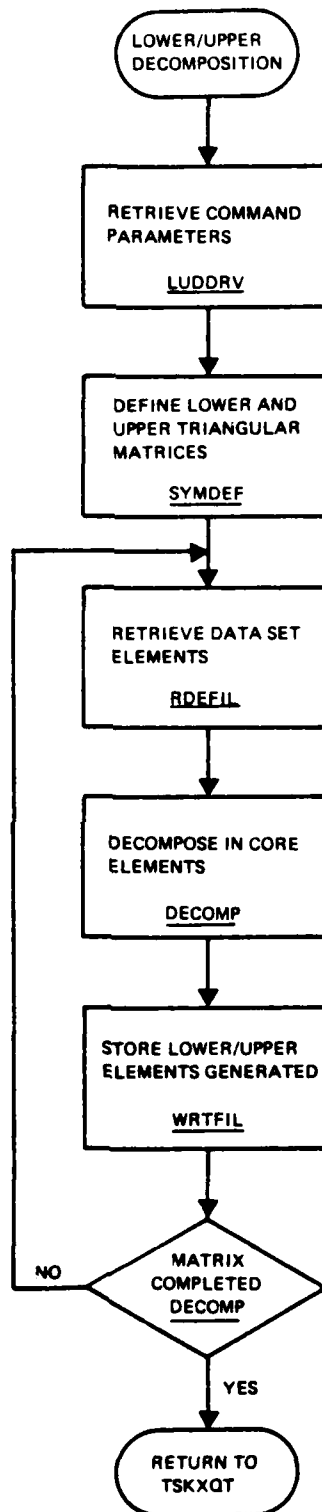 LOWER/UPPER
DECOMPOSITION
RETRIEVE COMMAND
PARAMETERS
LUDDRV
DEFINE LOWER AND
UPPER TRIANGULAR
MATRICES
SYMDEF
RETRIEVE DATA SET
ELEMENTS
RDEFIL
DECOMPOSE IN CORE
ELEMENTS
DECOMP
STORE LOWER/UPPER
ELEMENTS GENERATED
WRTFIL
NO
MATRIX
COMPLETED
DECOMP
YES
RETURN TO
TSKXQT